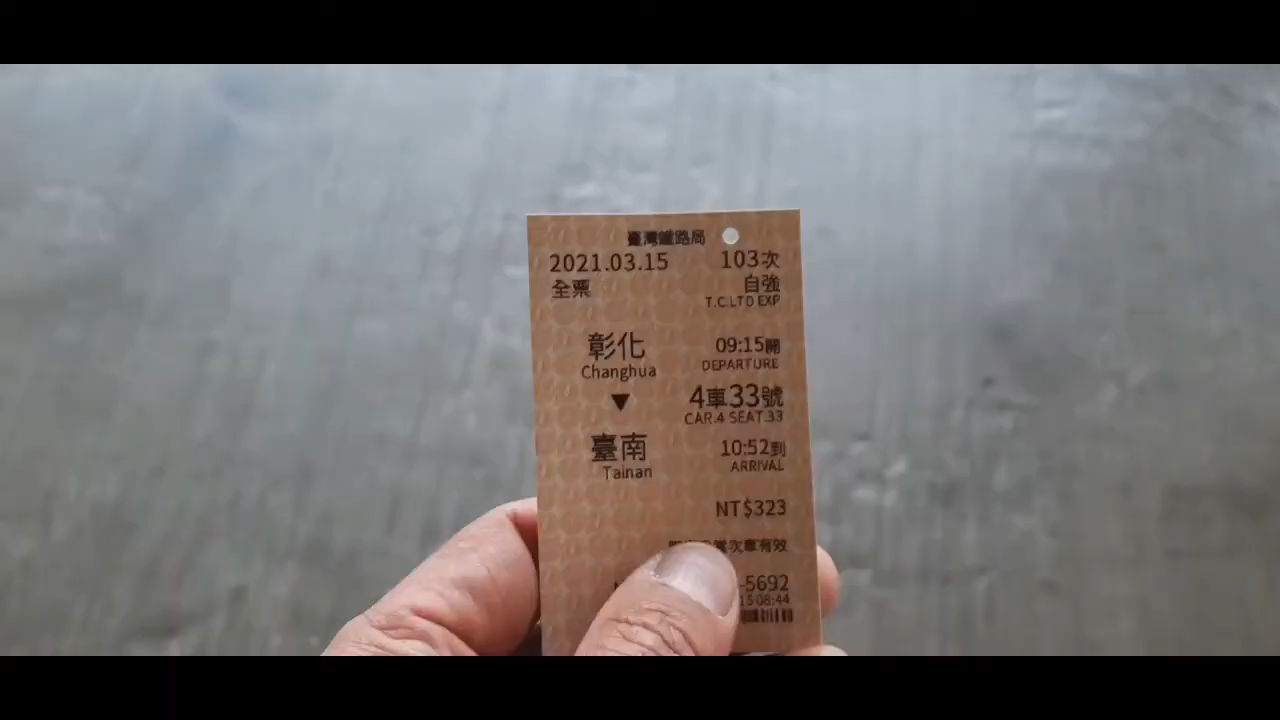 臺灣鐵路局
2021.03.15 103次
全票 自強
T.C.LTD EXP
彰化 09:15開
Changhua DEPARTURE
▼ 4車33號
CAR.4 SEAT.33
臺南 10:52到
Tainan ARRIVAL
NT$323
次車有效
-5692
08:44